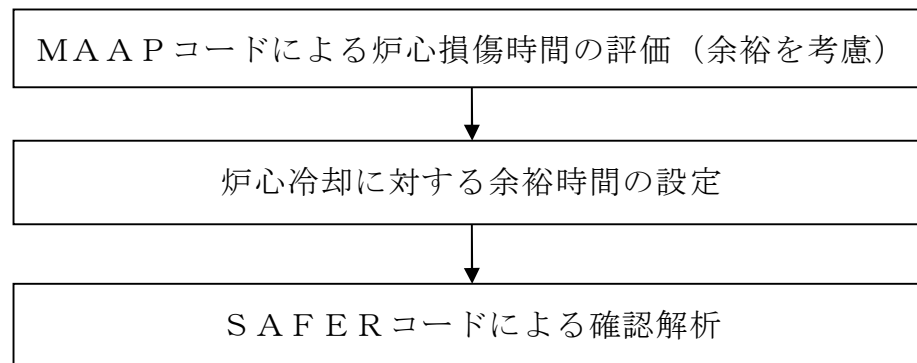 ＭＡＡＰコードによる炉心損傷時間の評価（余裕を考慮）
炉心冷却に対する余裕時間の設定
ＳＡＦＥＲコードによる確認解析